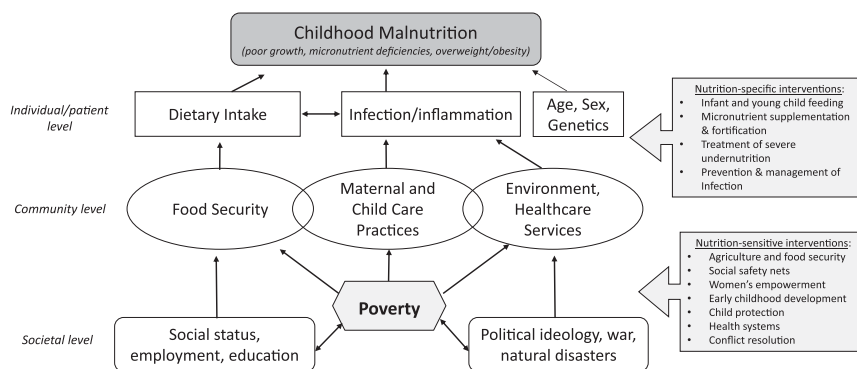 Childhood Malnutrition
(poor growth, micronutrient deficiencies, overweight/obesity)
Individual/patient
level
Dietary Intake
Infection/inflammation
Age, Sex,
Genetics
Nutrition-specific interventions:
• Infant and young child feeding
• Micronutrient supplementation
& fortification
• Treatment of severe
undernutrition
• Prevention & management of
Infection
Community level
Food Security
Maternal and
Child Care
Practices
Environment,
Healthcare
Services
Nutrition-sensitive interventions:
• Agriculture and food security
• Social safety nets
• Women's empowerment
• Early childhood development
• Child protection
• Health systems
• Conflict resolution
Poverty
Societal level
Social status,
employment, education
Political ideology, war,
natural disasters